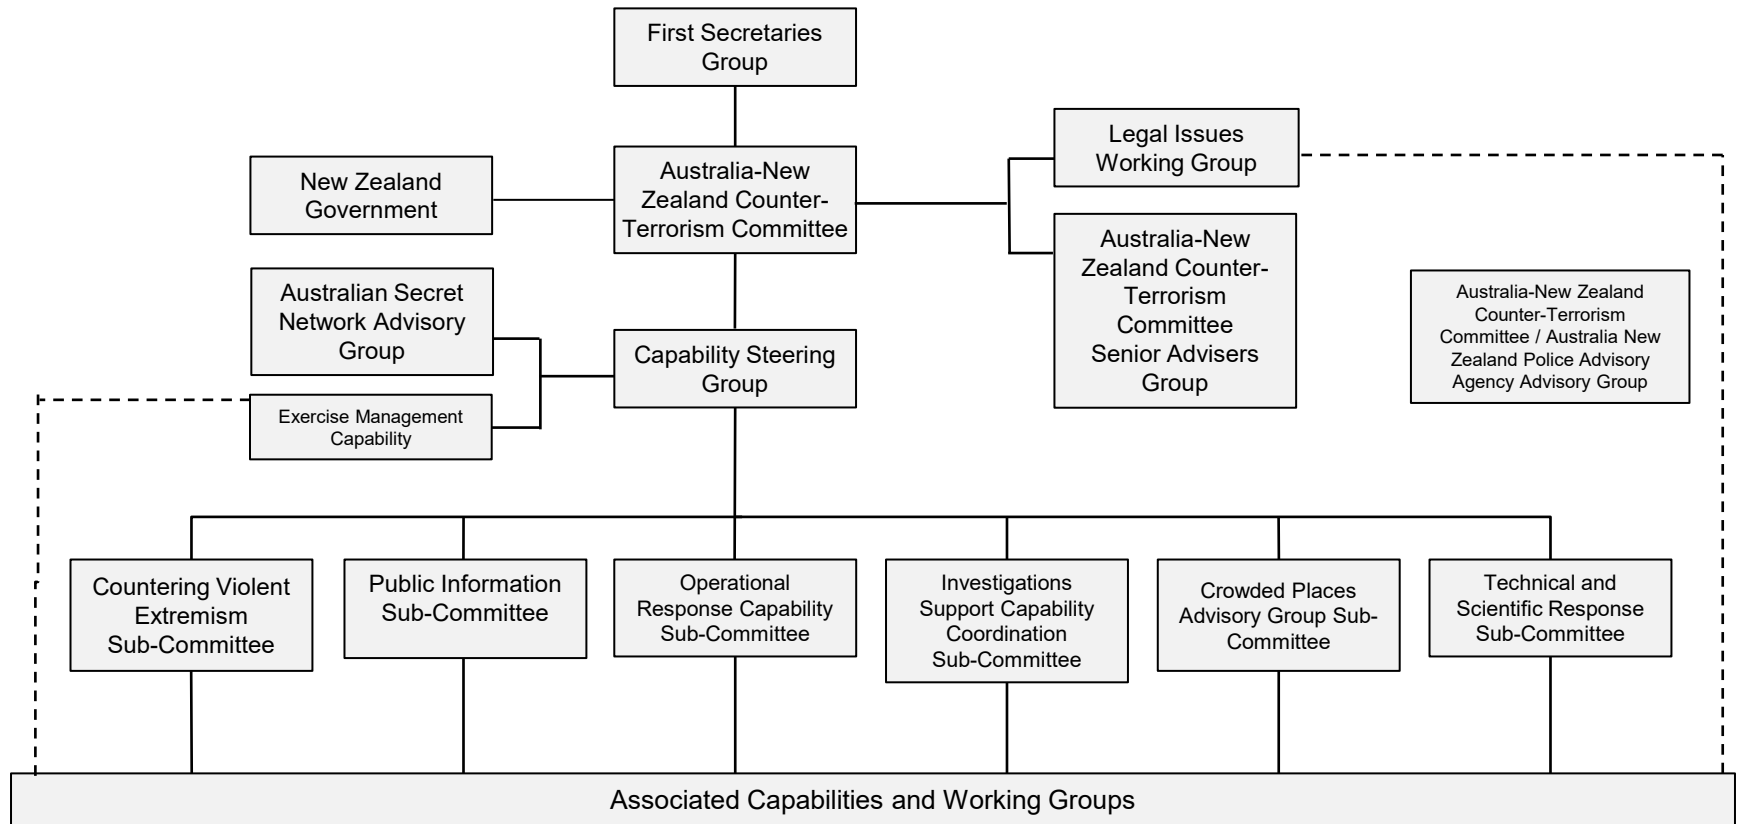 First Secretaries
Group
Legal Issues
Working Group
New Zealand
Government
Australia-New
Zealand Counter-
Terrorism Committee
Australia-New
Zealand Counter-
Terrorism
Committee
Senior Advisers
Group
Australian Secret
Network Advisory
Group
Australia-New Zealand
Counter-Terrorism
Committee / Australia New
Zealand Police Advisory
Agency Advisory Group
Capability Steering
Group
Exercise Management
Capability
Countering Violent
Extremism
Sub-Committee
Public Information
Sub-Committee
Operational
Response Capability
Sub-Committee
Investigations
Support Capability
Coordination
Sub-Committee
Crowded Places
Advisory Group Sub-
Committee
Technical and
Scientific Response
Sub-Committee
Associated Capabilities and Working Groups